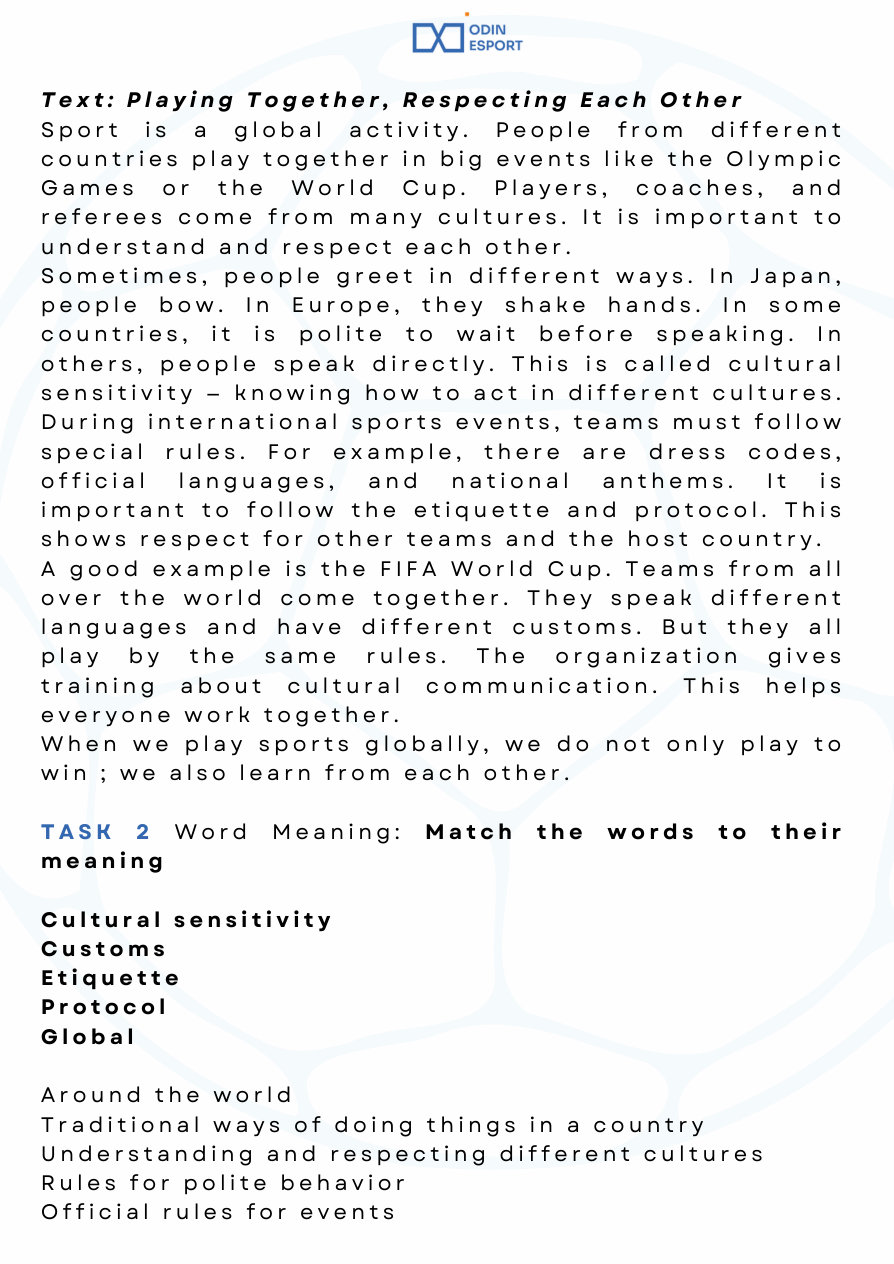 ODIN
ESPORT
Text: Playing Together, Respecting Each Other
Sport is a global activity. People from different
countries play together in big events like the Olympic
Games or the World Cup. Players, coaches, and
referees come from many cultures. It is important to
understand and respect each other.
Sometimes, people greet in different ways. In Japan,
people bow. In Europe, they shake hands. In some
countries, it is polite to wait before speaking. In
others, people speak directly. This is called cultural
sensitivity – knowing how to act in different cultures.
During international sports events, teams must follow
special rules. For example, there are dress codes,
official languages, and national anthems. It is
important to follow the etiquette and protocol. This
shows respect for other teams and the host country.
A good example is the FIFA World Cup. Teams from all
over the world come together. They speak different
languages and have different customs. But they all
play by the same rules. The organization gives
training about cultural communication. This helps
everyone work together.
When we play sports globally, we do not only play to
win ; we also learn from each other.
TASK 2 Word Meaning: Match the words to their
meaning
Cultural sensitivity
Customs
Etiquette
Protocol
Global
Around the world
Traditional ways of doing things in a country
Understanding and respecting different cultures
Rules for polite behavior
Official rules for events